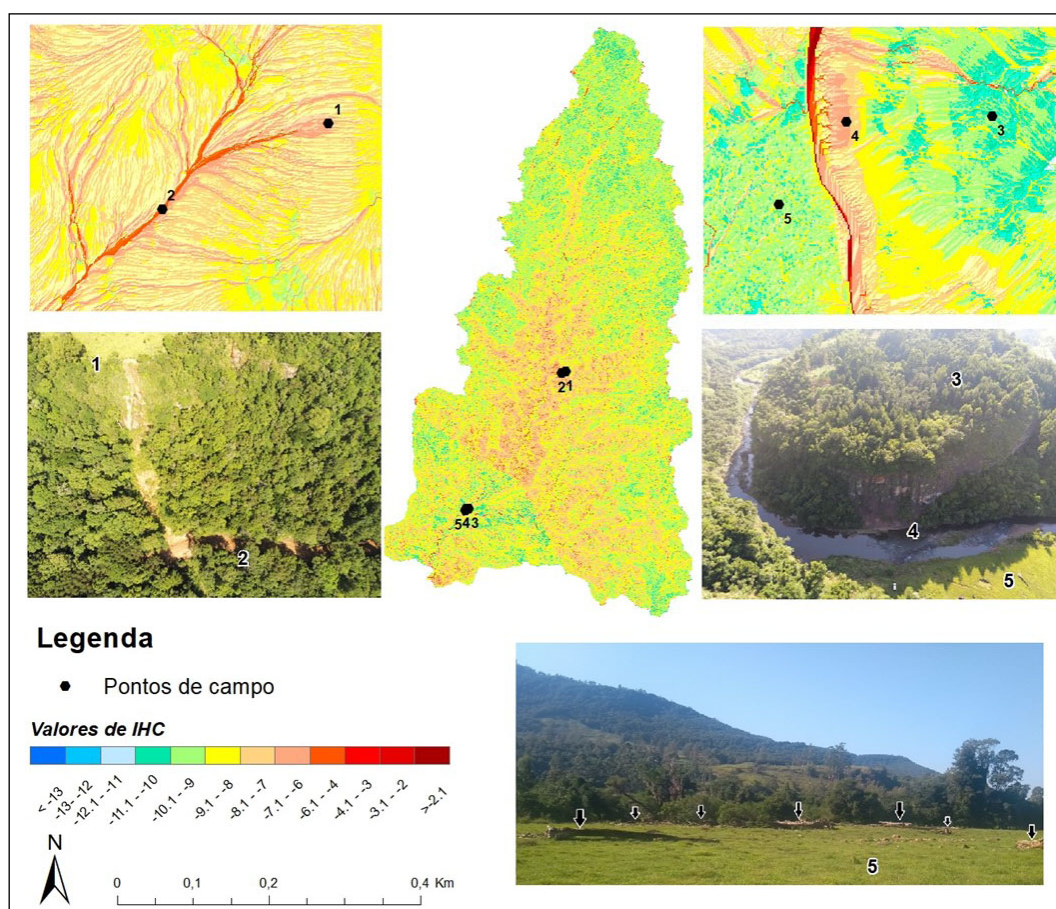 1
2
3
4
5
21
543
1
2
3
4
5
Legenda
Pontos de campo
Valores de IHC
< -13
-13 - -12
-12.1 - -11
-11.1 - -10
-10.1 - -9
-9.1 - -8
-8.1 - -7
-7.1 - -6
-6.1 - -4
-4.1 - -3
-3.1 - -2
>-2.1
N
0 0,1 0,2 0,4 Km
5